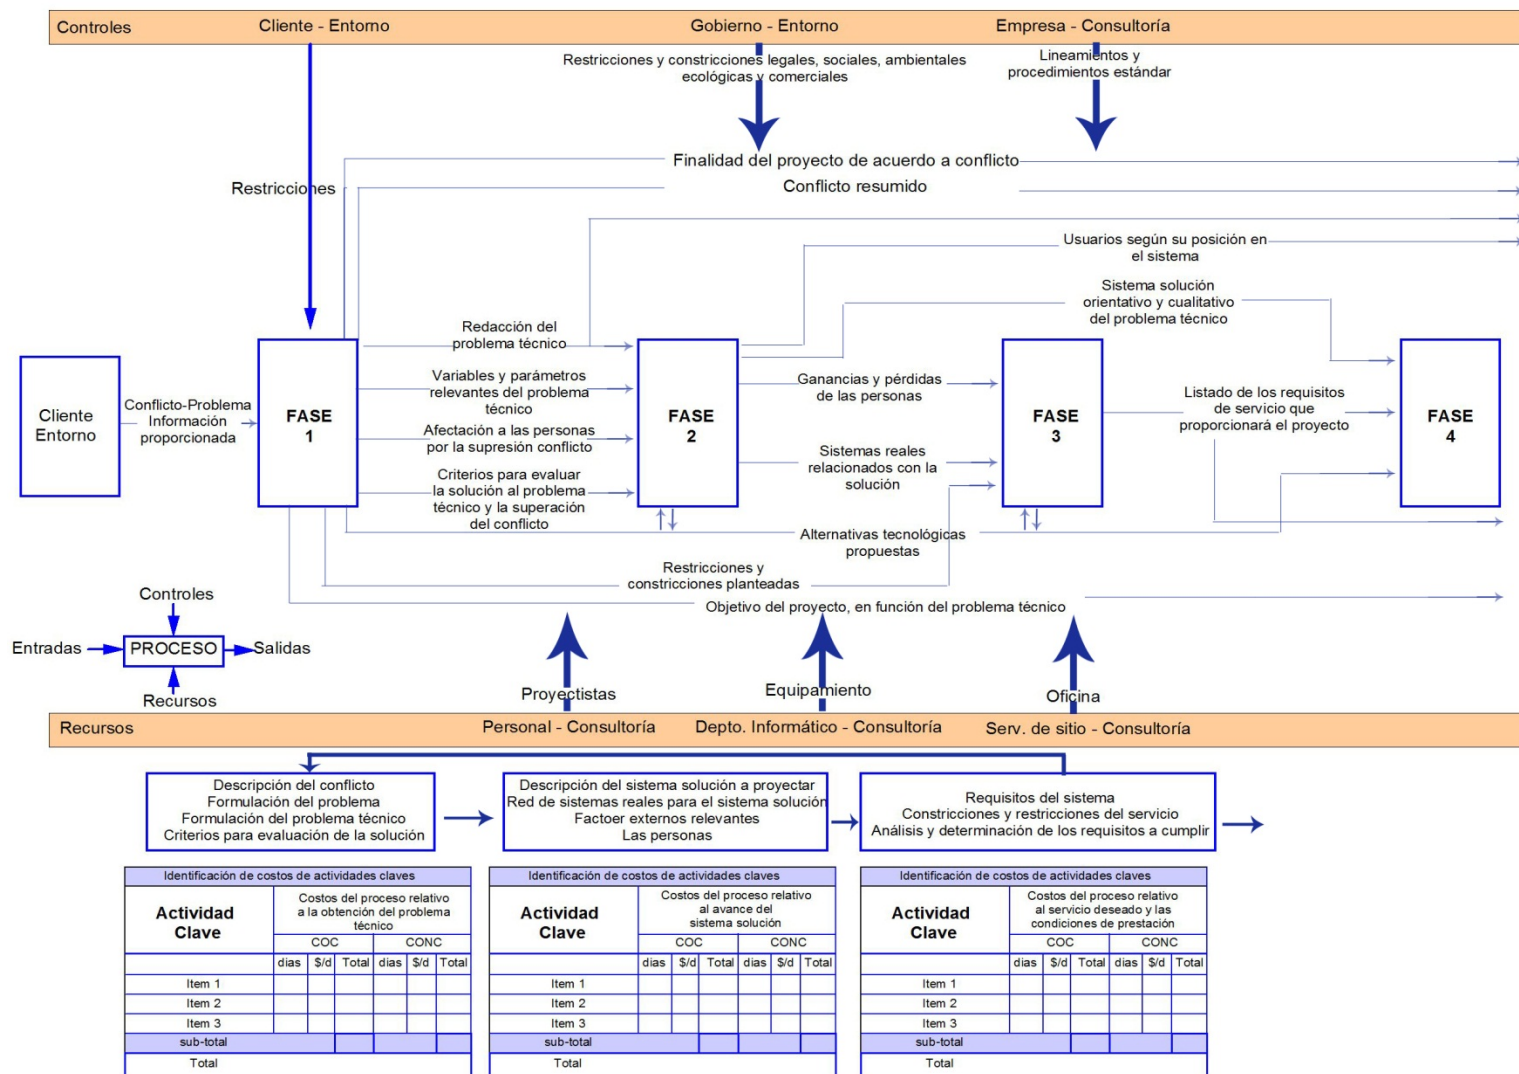 Controles
Cliente - Entorno
Gobierno - Entorno
Empresa - Consultoría
Restricciones y constricciones legales, sociales, ambientales
ecológicas y comerciales
Lineamientos y
procedimientos estándar
Finalidad del proyecto de acuerdo a conflicto
Restricciones
Conflicto resumido
Usuarios según su posición en
el sistema
Sistema solución
orientativo y cualitativo
del problema técnico
Redacción del
problema técnico
Variables y parámetros
relevantes del problema
técnico
Afectación a las personas
por la supresión conflicto
Criterios para evaluar
la solución al problema
técnico y la superación
del conflicto
Cliente
Entorno
Conflicto-Problema
Información
proporcionada
FASE
1
FASE
2
Ganancias y pérdidas
de las personas
Sistemas reales
relacionados con la
solución
FASE
3
Listado de los requisitos
de servicio que
proporcionará el proyecto
FASE
4
Alternativas tecnológicas
propuestas
Restricciones y
constricciones planteadas
Objetivo del proyecto, en función del problema técnico
Controles
Entradas
PROCESO
Salidas
Recursos
Proyectistas
Equipamiento
Oficina
Recursos
Personal - Consultoría
Depto. Informático - Consultoría
Serv. de sitio - Consultoría
Descripción del conflicto
Formulación del problema
Formulación del problema técnico
Criterios para evaluación de la solución
Descripción del sistema solución a proyectar
Red de sistemas reales para el sistema solución
Factoer externos relevantes
Las personas
Requisitos del sistema
Constricciones y restricciones del servicio
Análisis y determinación de los requisitos a cumplir
Identificación de costos de actividades claves
Actividad
Clave
Costos del proceso relativo
a la obtención del problema
técnico
COC
CONC
dias $/d Total dias $/d Total
Item 1
Item 2
Item 3
sub-total
Total
Identificación de costos de actividades claves
Actividad
Clave
Costos del proceso relativo
al avance del
sistema solución
COC
CONC
dias $/d Total dias $/d Total
Item 1
Item 2
Item 3
sub-total
Total
Identificación de costos de actividades claves
Actividad
Clave
Costos del proceso relativo
al servicio deseado y las
condiciones de prestación
COC
CONC
dias $/d Total dias $/d Total
Item 1
Item 2
Item 3
sub-total
Total